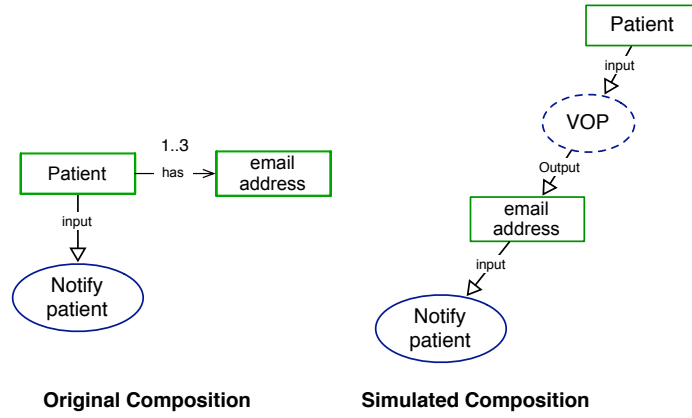 1..3
Patient
has
email
address
input
Notify
patient
Original Composition
Patient
input
VOP
Output
email
address
input
Notify
patient
Simulated Composition